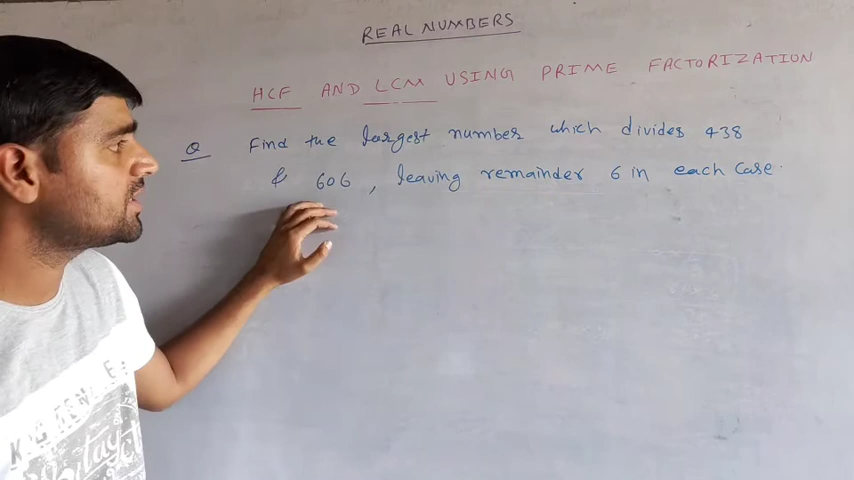 REAL NUMBERS
HCF AND LCM USING PRIME FACTORIZATION
Q Find the largest number which divides 438
& 606, leaving remainder 6 in each case.